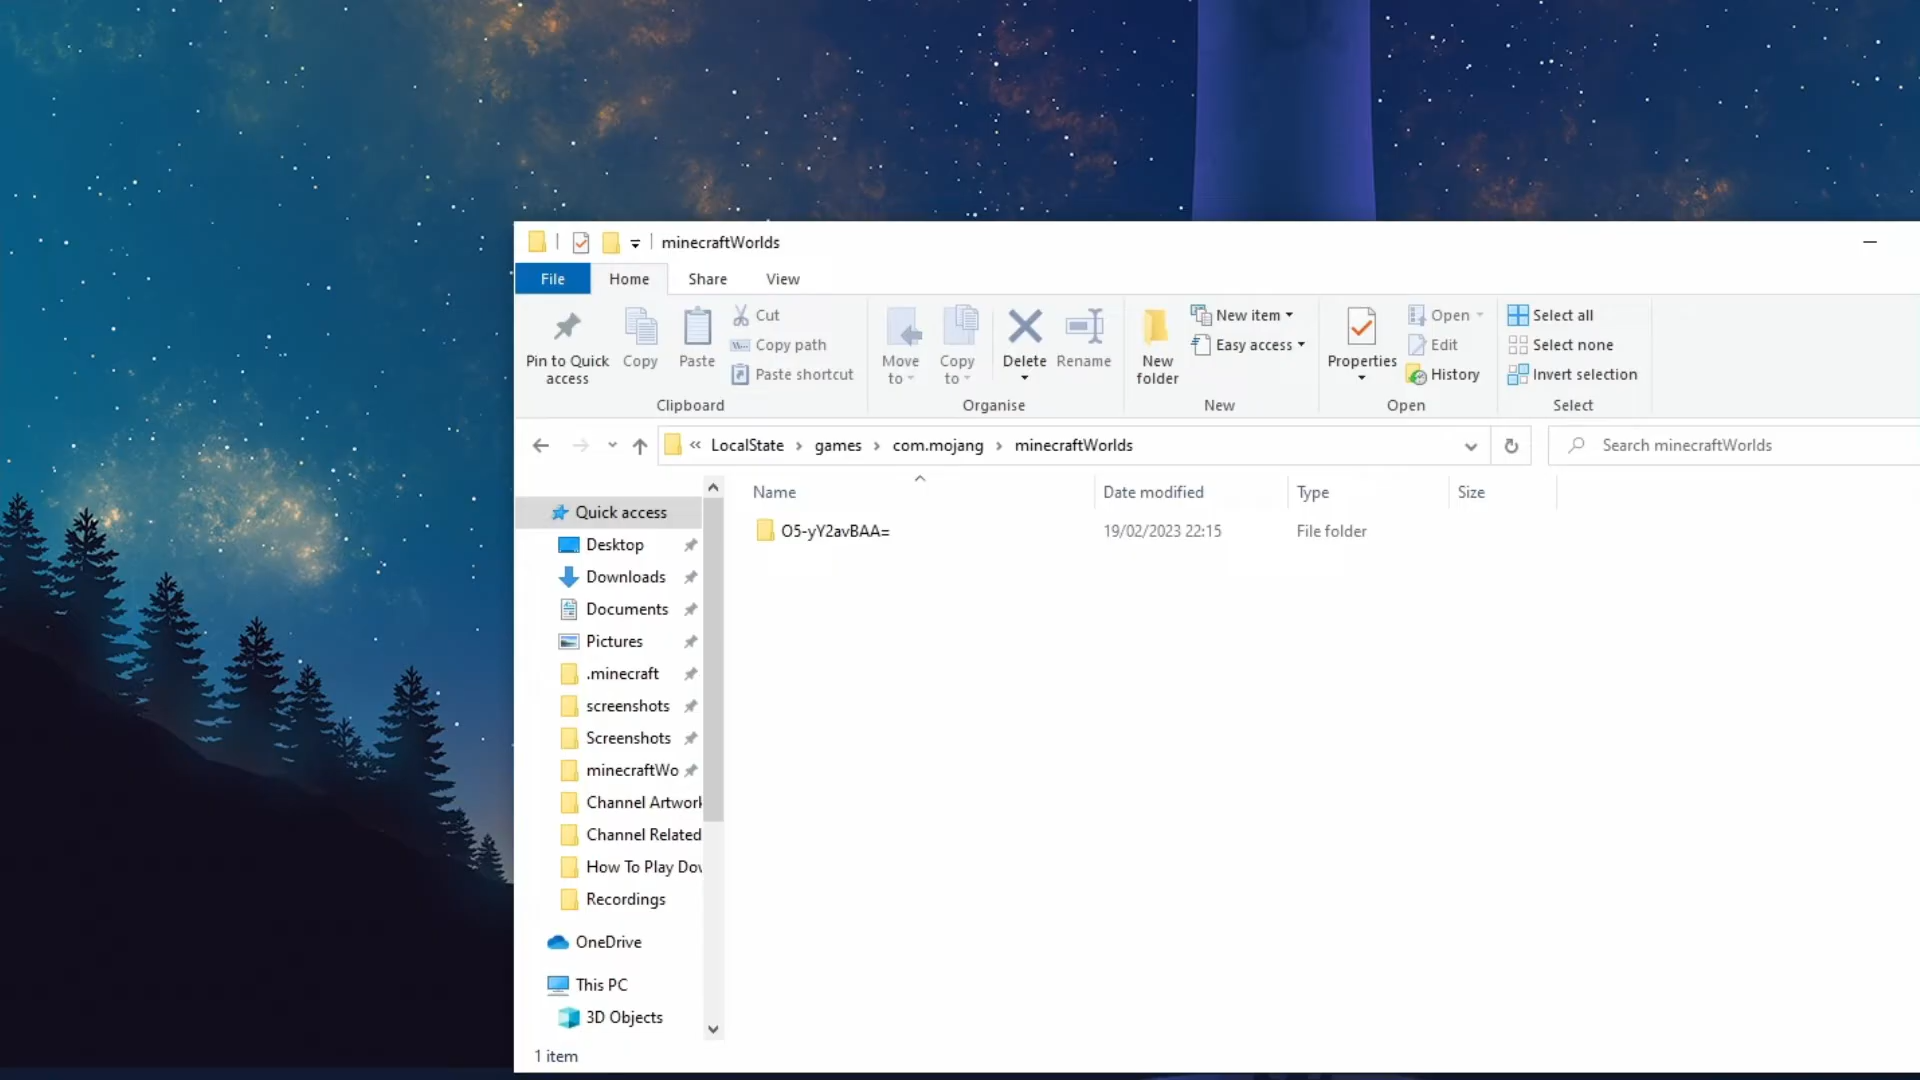 minecraftWorlds
File Home Share View
Pin to Quick access
Copy
Paste
Cut
Copy path
Paste shortcut
Clipboard
Move to
Copy to
Delete
Rename
Organise
New folder
New item
Easy access
New
Properties
Open
Edit
History
Open
Select all
Select none
Invert selection
Select
« LocalState › games › com.mojang › minecraftWorlds
Search minecraftWorlds
Name Date modified Type Size
O5-yY2avBAA= 19/02/2023 22:15 File folder
Quick access
Desktop
Downloads
Documents
Pictures
.minecraft
screenshots
Screenshots
minecraftWo
Channel Artwork
Channel Related
How To Play Dov
Recordings
OneDrive
This PC
3D Objects
1 item